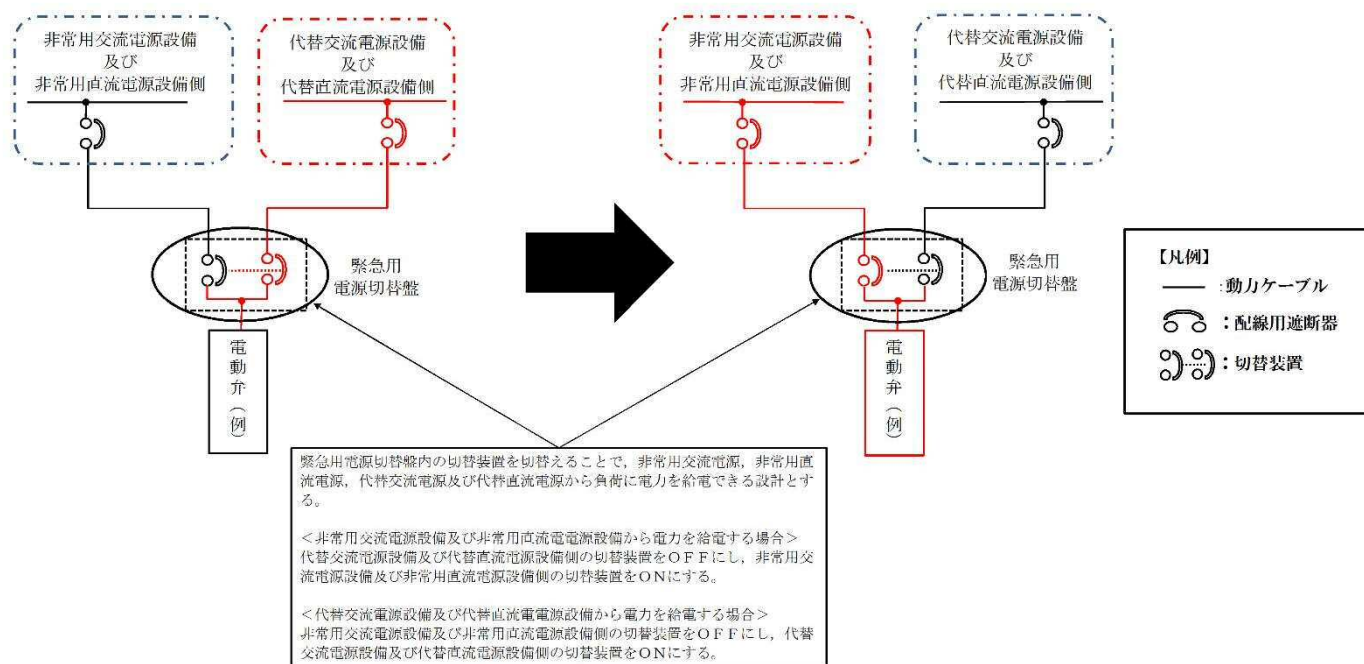 非常用交流電源設備
及び
非常用直流電源設備側
代替交流電源設備
及び
代替直流電源設備側
非常用交流電源設備
及び
非常用直流電源設備側
代替交流電源設備
及び
代替直流電源設備側
緊急用
電源切替盤
緊急用
電源切替盤
電動弁(例)
電動弁(例)
【凡例】
:動力ケーブル
:配線用遮断器
:切替装置
緊急用電源切替盤内の切替装置を切替えることで,非常用交流電源,非常用直
流電源,代替交流電源及び代替直流電源から負荷に電力を給電できる設計とす
る。
<非常用交流電源設備及び非常用直流電電源設備から電力を給電する場合>
代替交流電源設備及び代替直流電源設備側の切替装置をOFFにし,非常用交
流電源設備及び非常用直流電源設備側の切替装置をONにする。
<代替交流電源設備及び代替直流電電源設備から電力を給電する場合>
非常用交流電源設備及び非常用直流電源設備側の切替装置をOFFにし,代替
交流電源設備及び代替直流電源設備側の切替装置をONにする。